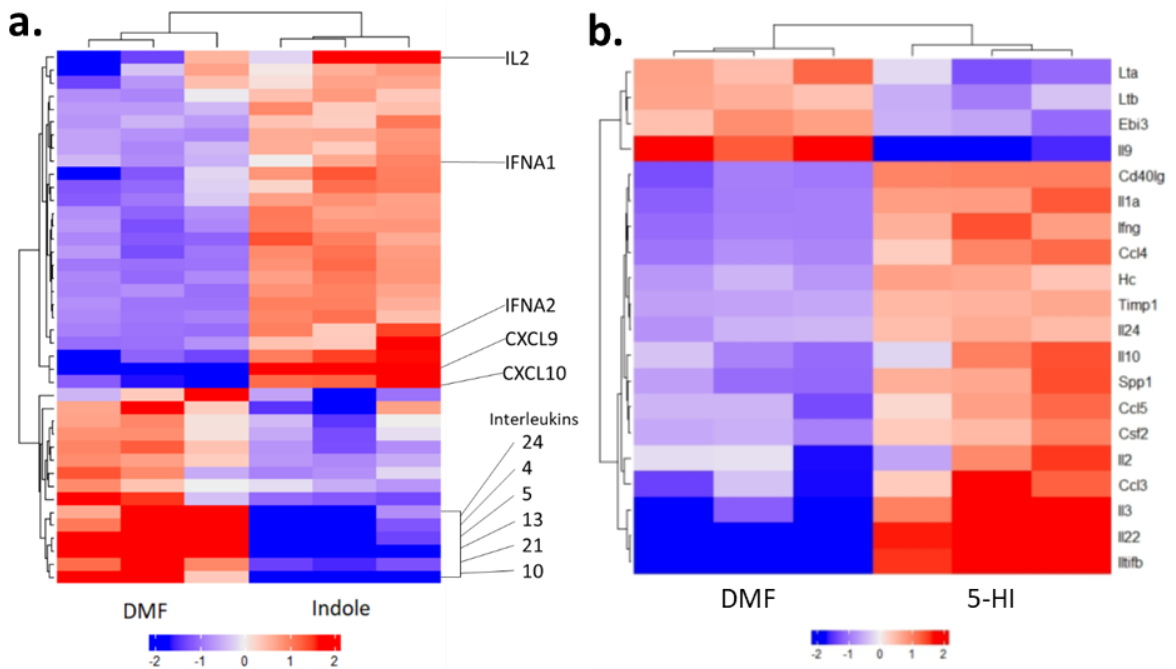 a.
IL2
IFNA1
IFNA2
CXCL9
CXCL10
Interleukins
24
4
5
13
21
10
DMF Indole
-2 -1 0 1 2
b.
Lta
Ltb
Ebi3
Il9
Cd40lg
Il1a
Ifng
Ccl4
Hc
Timp1
Il24
Il10
Spp1
Ccl5
Csf2
Il2
Ccl3
Il3
Il22
Iltifb
DMF 5-HI
-2 -1 0 1 2